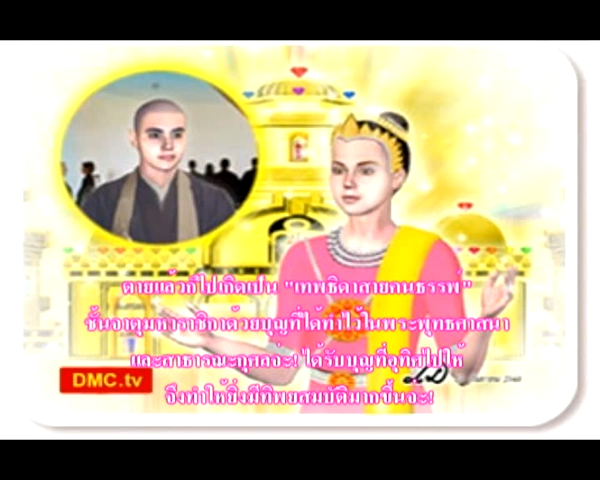 ตายแล้วก็ไปเกิดเป็น "เทพธิดาสายคนธรรพ์"
ชั้นจาตุมหาราชิกาด้วยบุญที่ได้ทำไว้ในพระพุทธศาสนา
และสาธารณะกุศลจ้ะ! ได้รับบุญที่อุทิศไปให้
จึงทำให้ยิ่งมีทิพยสมบัติมากขึ้นจ้ะ!
DMC.tv